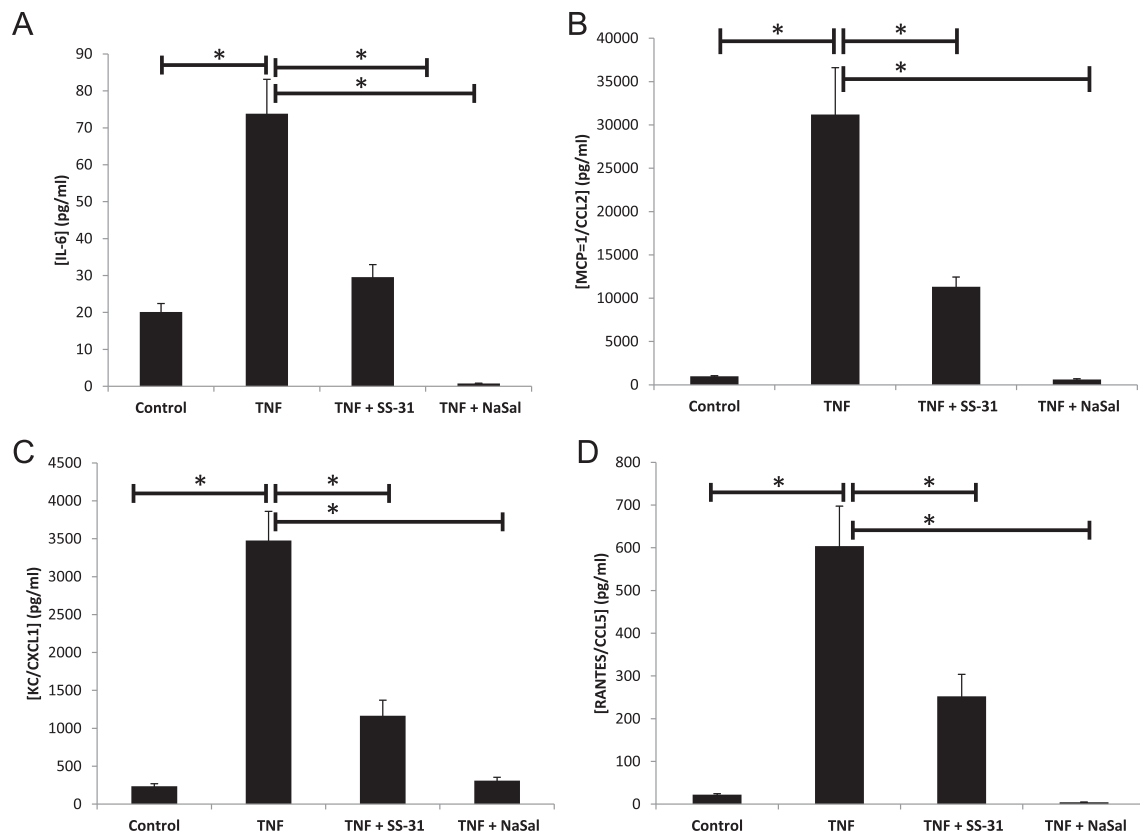 A
[IL-6] (pg/ml)
90
80
70
60
50
40
30
20
10
0
* * *
Control TNF TNF + SS-31 TNF + NaSal
B
[MCP=1/CCL2] (pg/ml)
40000
35000
30000
25000
20000
15000
10000
5000
0
* * *
Control TNF TNF + SS-31 TNF + NaSal
C
[KC/CXCL1] (pg/ml)
4500
4000
3500
3000
2500
2000
1500
1000
500
0
* * *
Control TNF TNF + SS-31 TNF + NaSal
D
[RANTES/CCL5] (pg/ml)
800
700
600
500
400
300
200
100
0
* * *
Control TNF TNF + SS-31 TNF + NaSal